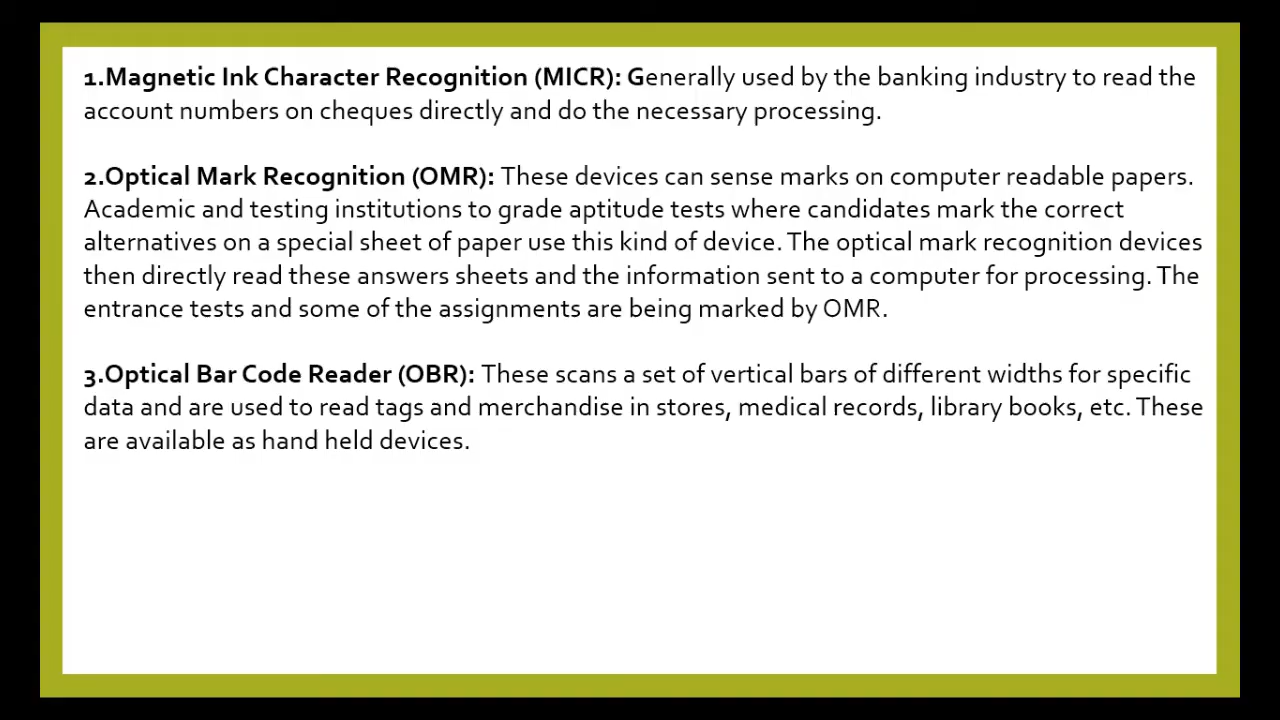 1.Magnetic Ink Character Recognition (MICR): Generally used by the banking industry to read the
account numbers on cheques directly and do the necessary processing.
2.Optical Mark Recognition (OMR): These devices can sense marks on computer readable papers.
Academic and testing institutions to grade aptitude tests where candidates mark the correct
alternatives on a special sheet of paper use this kind of device. The optical mark recognition devices
then directly read these answers sheets and the information sent to a computer for processing. The
entrance tests and some of the assignments are being marked by OMR.
3.Optical Bar Code Reader (OBR): These scans a set of vertical bars of different widths for specific
data and are used to read tags and merchandise in stores, medical records, library books, etc. These
are available as hand held devices.